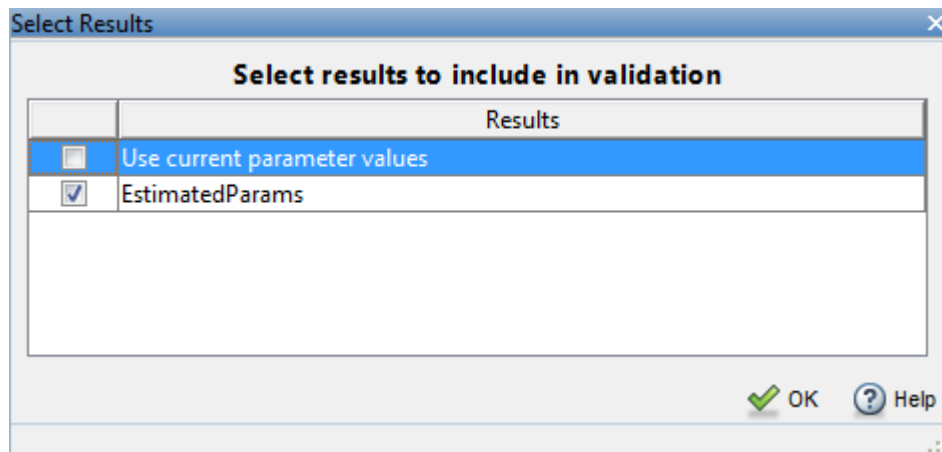 Select Results
Select results to include in validation
Results
Use current parameter values
EstimatedParams
OK Help